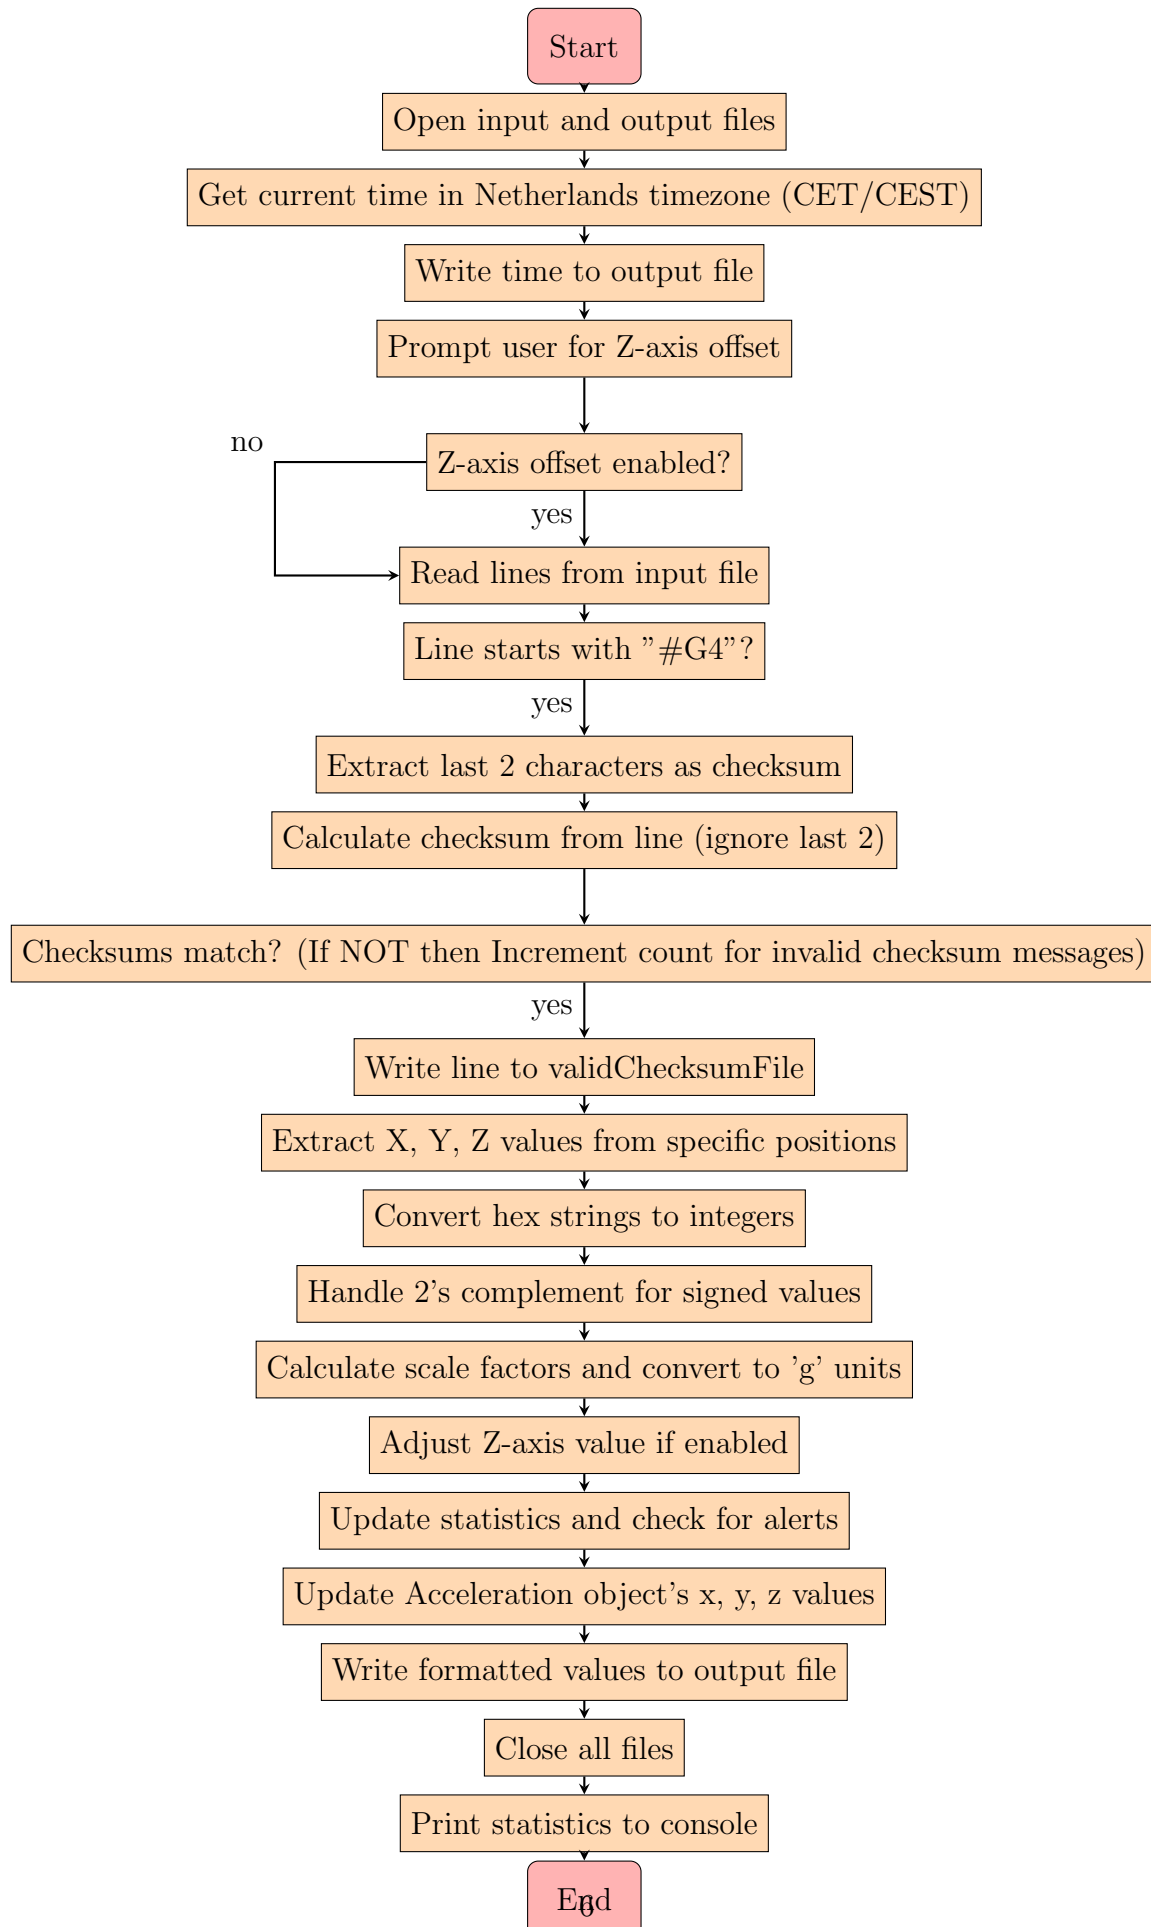 Start
Open input and output files
Get current time in Netherlands timezone (CET/CEST)
Write time to output file
Prompt user for Z-axis offset
no
Z-axis offset enabled?
yes
Read lines from input file
Line starts with ”#G4”?
yes
Extract last 2 characters as checksum
Calculate checksum from line (ignore last 2)
Checksums match? (If NOT then Increment count for invalid checksum messages)
yes
Write line to validChecksumFile
Extract X, Y, Z values from specific positions
Convert hex strings to integers
Handle 2’s complement for signed values
Calculate scale factors and convert to ’g’ units
Adjust Z-axis value if enabled
Update statistics and check for alerts
Update Acceleration object’s x, y, z values
Write formatted values to output file
Close all files
Print statistics to console
End
6